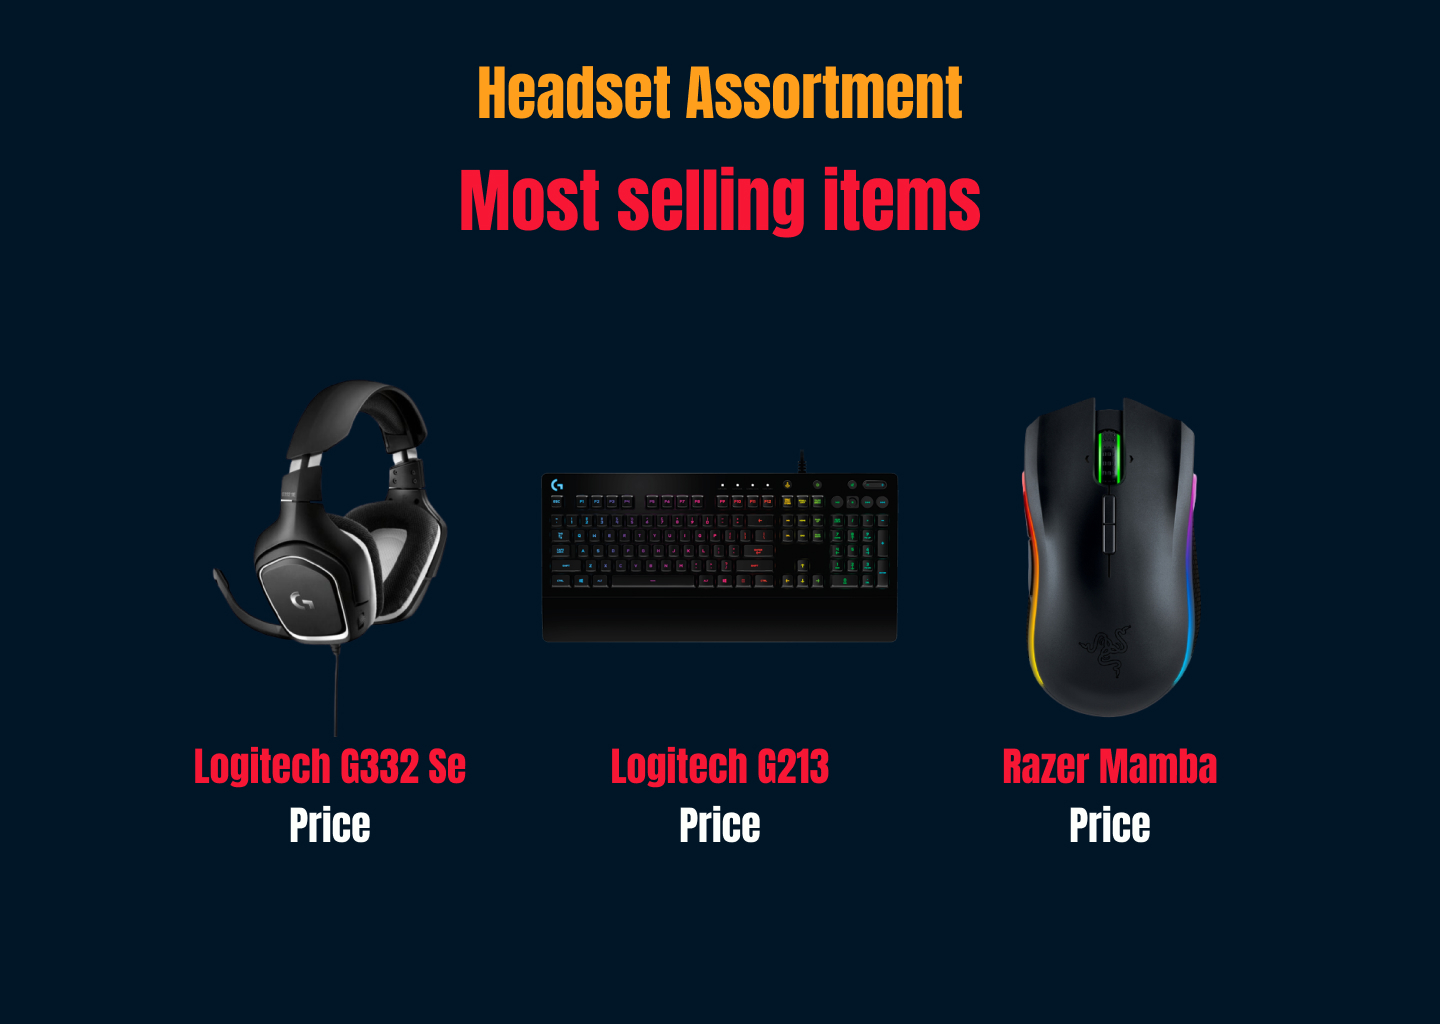 Headset Assortment
Most selling items
Logitech G332 Se
Logitech G213
Razer Mamba
Price
Price
Price